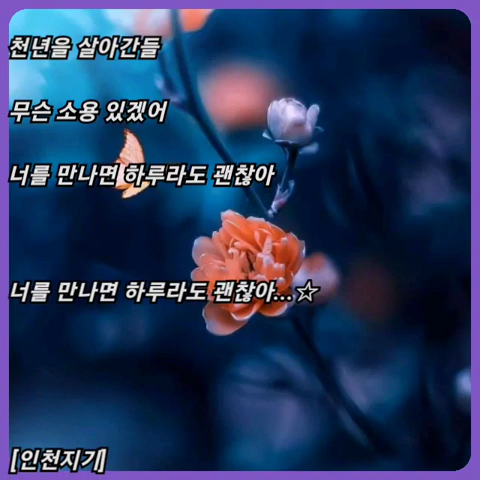 천년을 살아간들
무슨 소용 있겠어
너를 만나면 하루라도 괜찮아
너를 만나면 하루라도 괜찮아...☆
[인천지기]